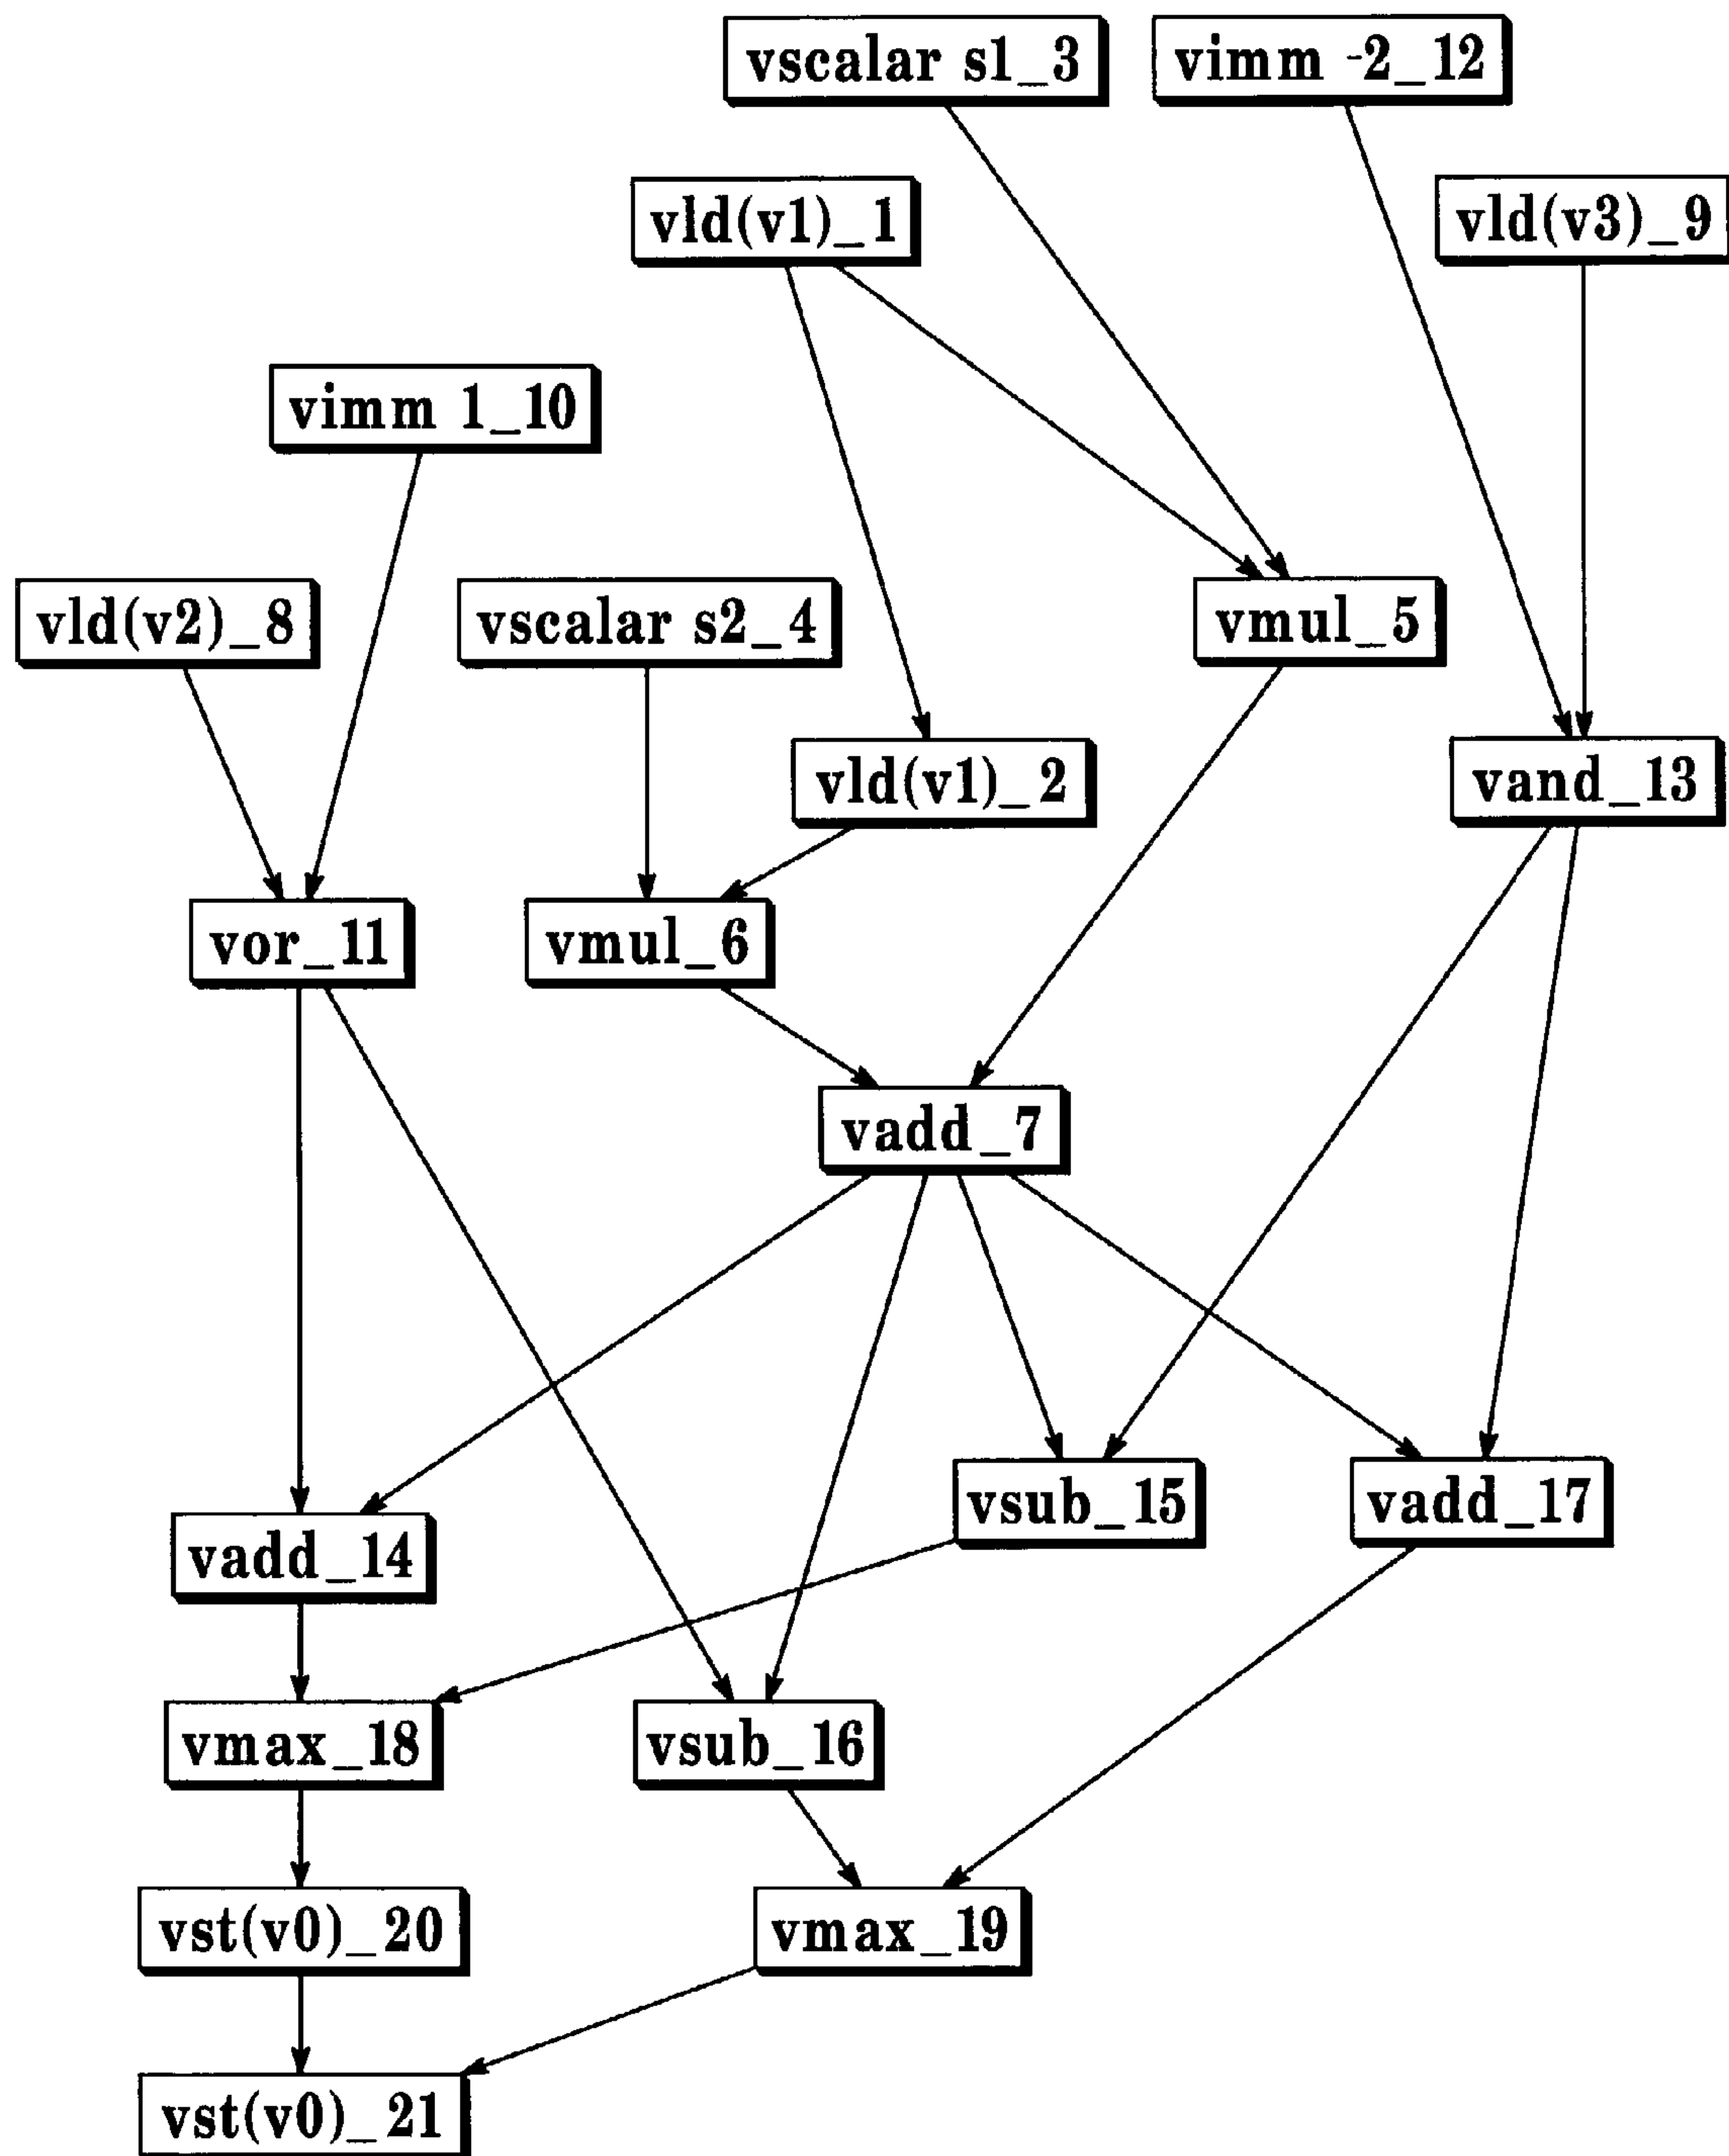 vscalar s1_3
vimm -2_12
vld(v1)_1
vld(v3)_9
vimm 1_10
vld(v2)_8
vscalar s2_4
vmul_5
vld(v1)_2
vand_13
vor_11
vmul_6
vadd_7
vsub_15
vadd_17
vadd_14
vmax_18
vsub_16
vst(v0)_20
vmax_19
vst(v0)_21